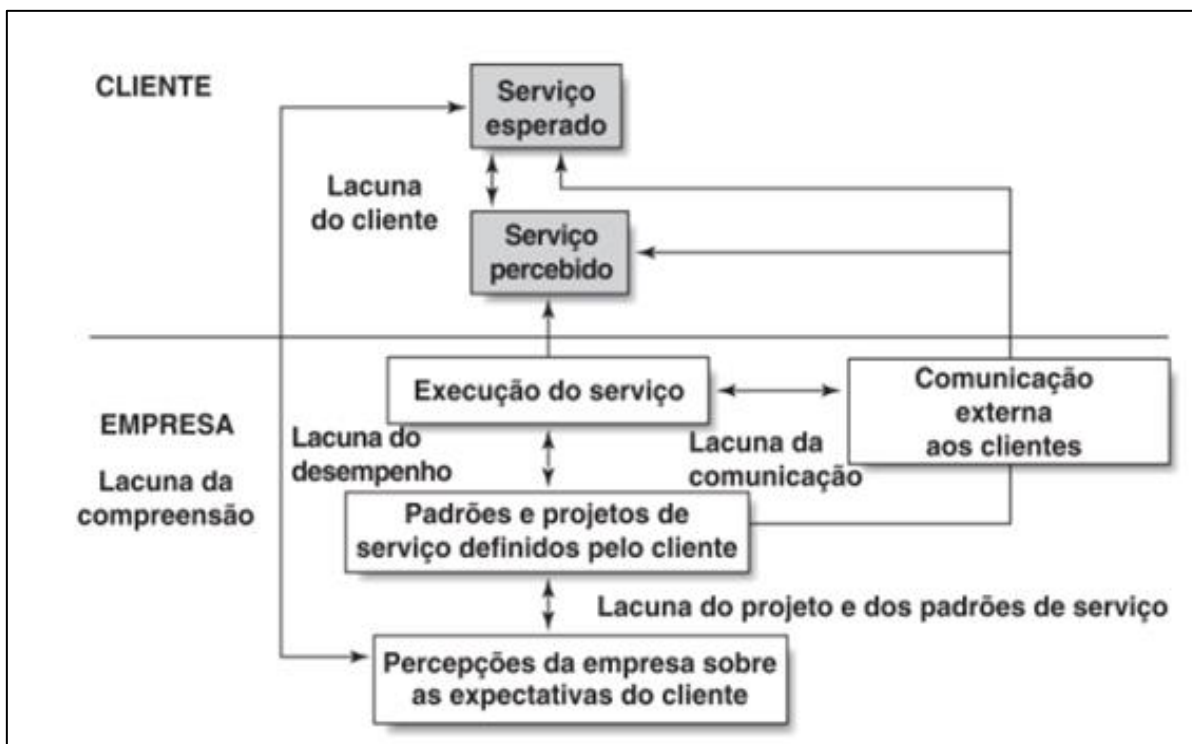 CLIENTE
Serviço
esperado
Lacuna
do cliente
Serviço
percebido
Execução do serviço
Comunicação
externa
aos clientes
EMPRESA
Lacuna do
desempenho
Lacuna da
comunicação
Lacuna da
compreensão
Padrões e projetos de
serviço definidos pelo cliente
Lacuna do projeto e dos padrões de serviço
Percepções da empresa sobre
as expectativas do cliente